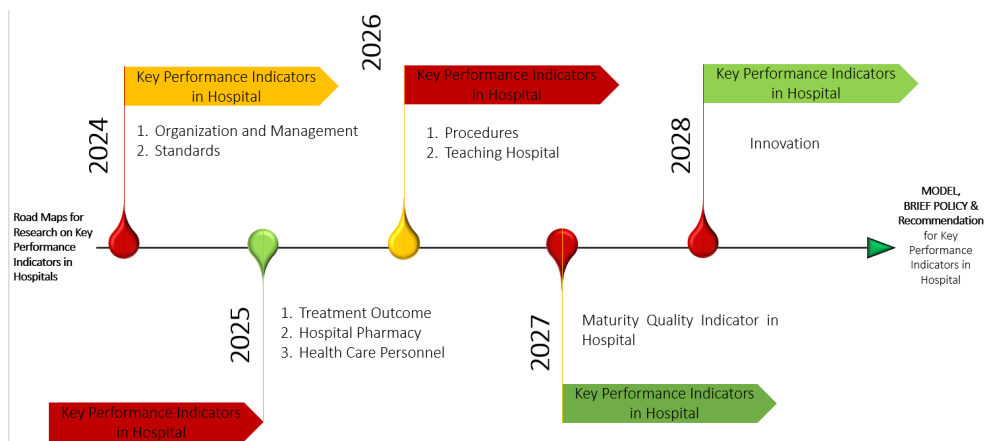 Road Maps for
Research on Key
Performance
Indicators in
Hospitals
2024
Key Performance Indicators
in Hospital
1. Organization and Management
2. Standards
2025
1. Treatment Outcome
2. Hospital Pharmacy
3. Health Care Personnel
Key Performance Indicators
in Hospital
2026
Key Performance Indicators
in Hospital
1. Procedures
2. Teaching Hospital
2027
Maturity Quality Indicator in
Hospital
Key Performance Indicators
in Hospital
2028
Key Performance Indicators
in Hospital
Innovation
MODEL,
BRIEF POLICY &
Recommendation
for Key
Performance
Indicators in
Hospital